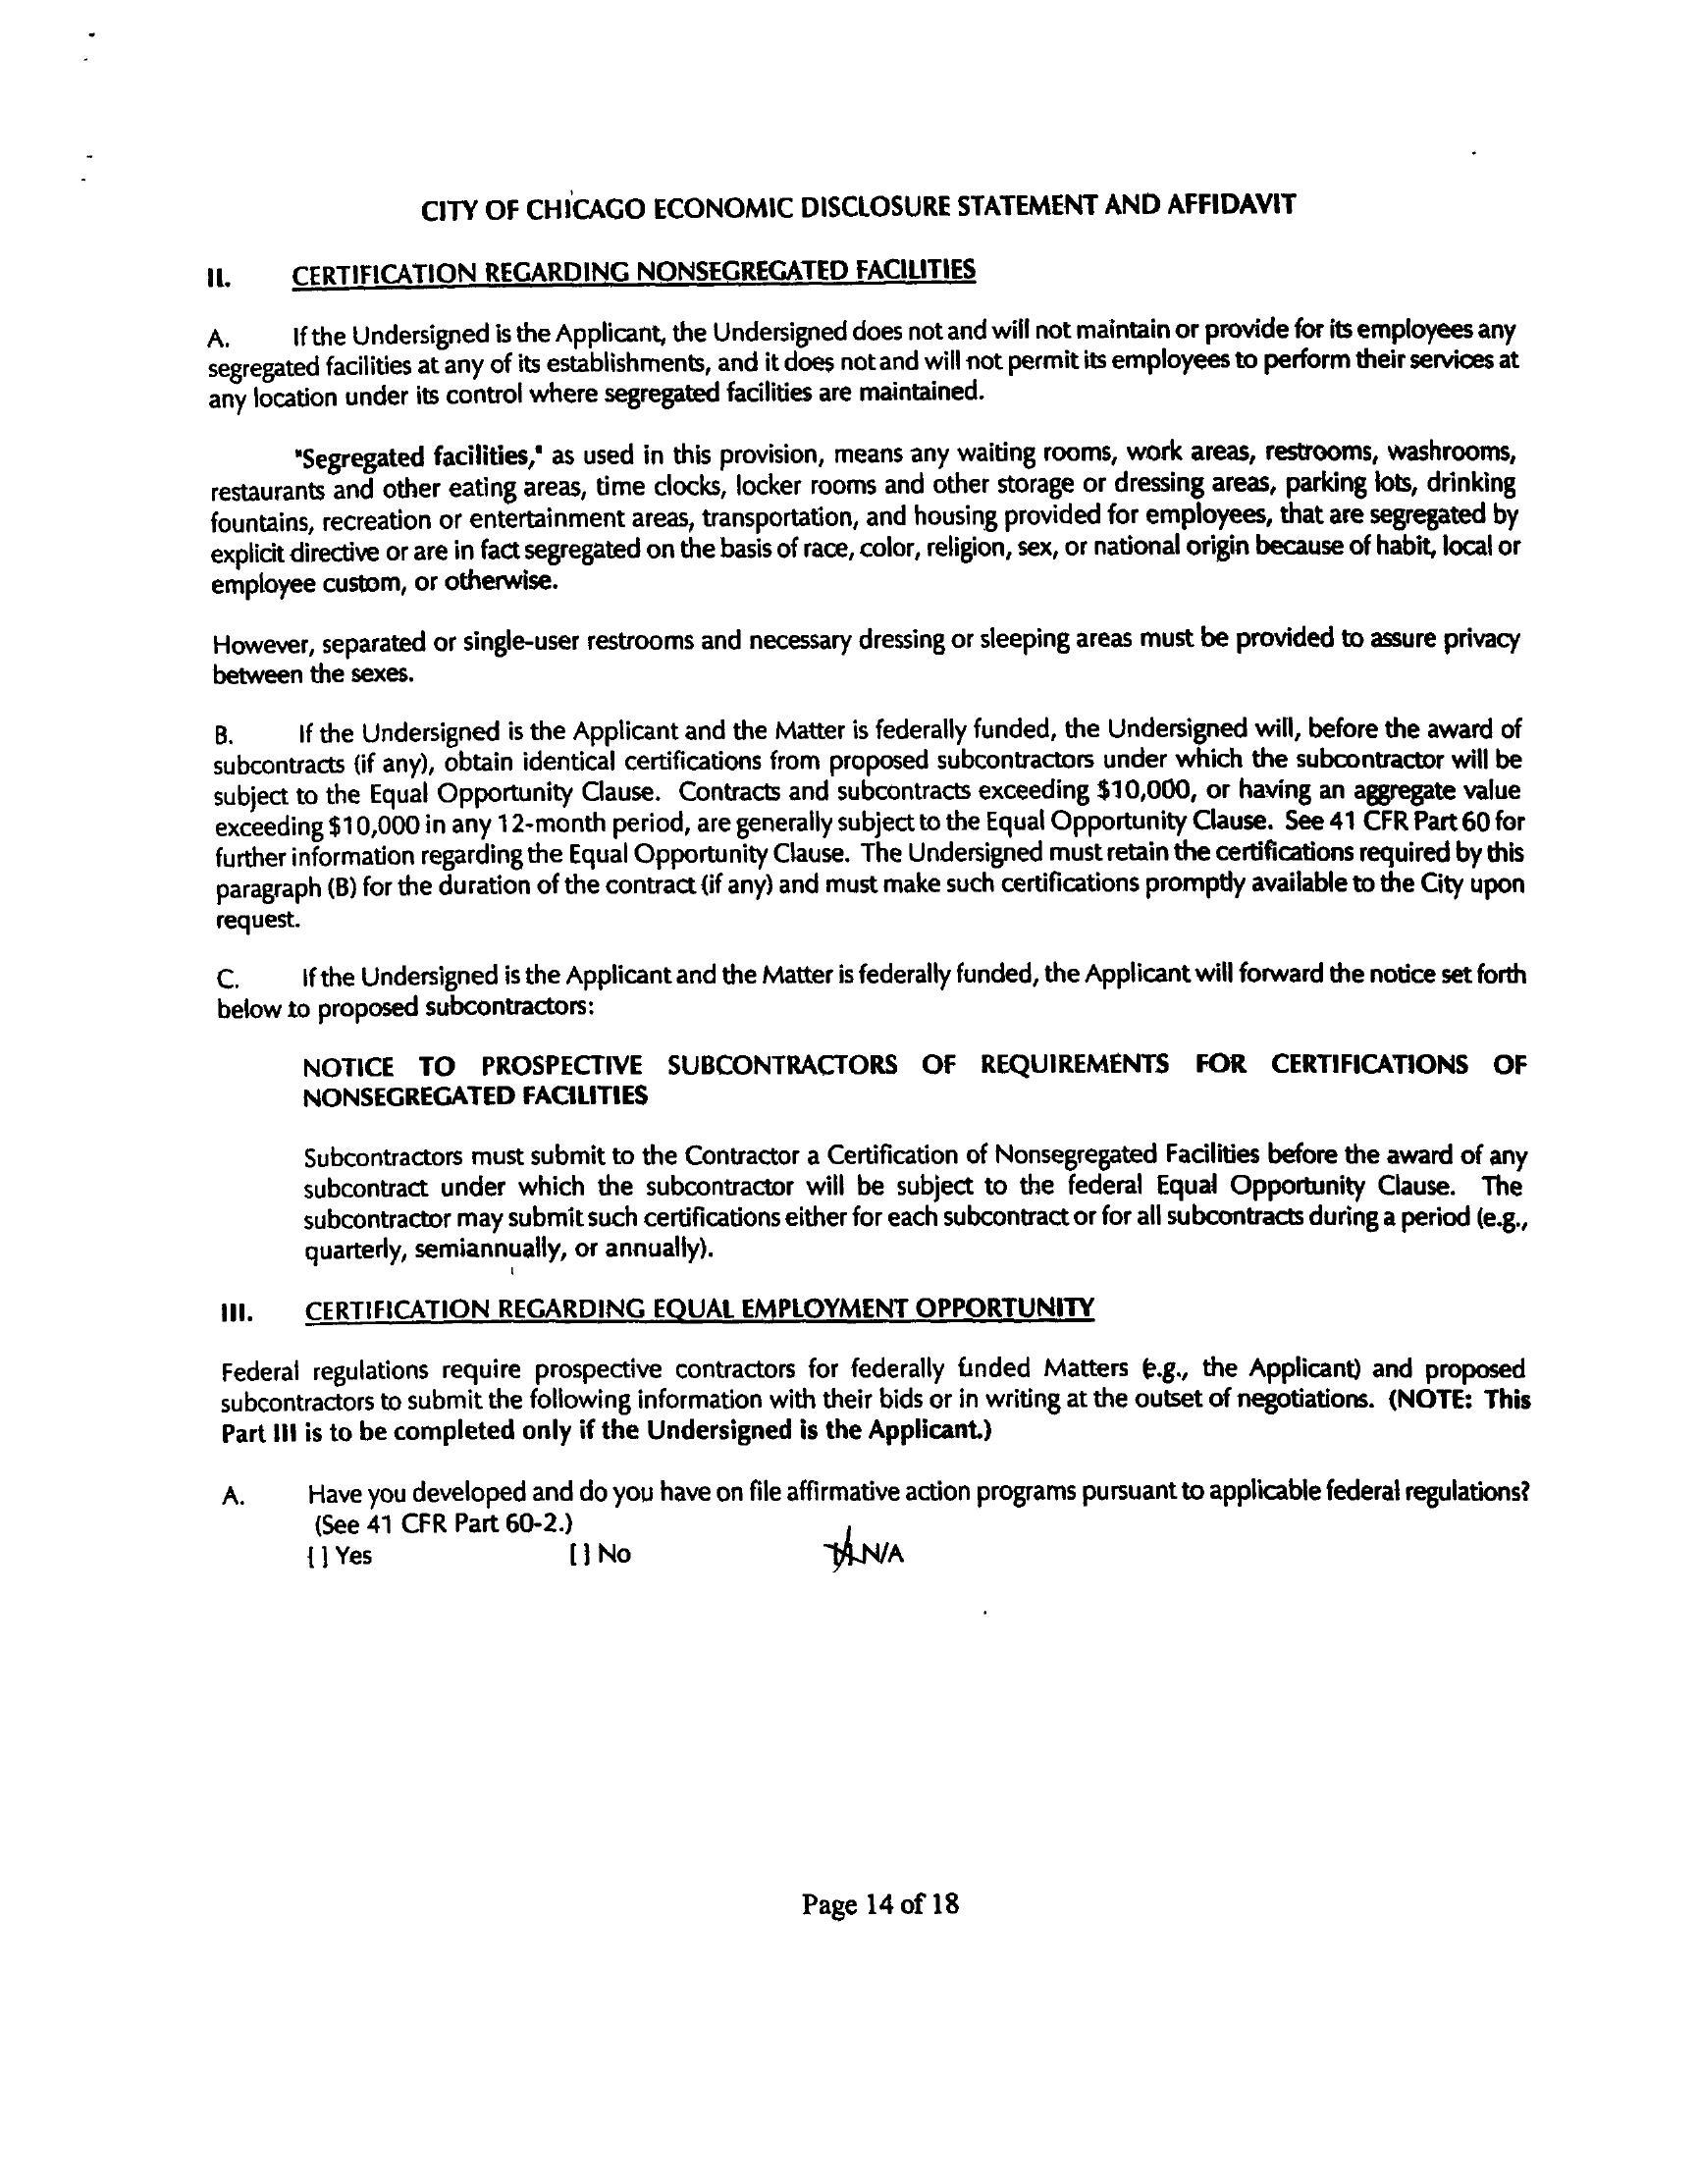 CITY OF CHICAGO ECONOMIC DISCLOSURE STATEMENT AND AFFIDAVIT
II. CERTIFICATION REGARDING NONSEGREGATED FACILITIES
A. If the Undersigned is the Applicant, the Undersigned does not and will not maintain or provide for its employees any
segregated facilities at any of its establishments, and it does not and will not permit its employees to perform their services at
any location under its control where segregated facilities are maintained.
"Segregated facilities," as used in this provision, means any waiting rooms, work areas, restrooms, washrooms,
restaurants and other eating areas, time clocks, locker rooms and other storage or dressing areas, parking lots, drinking
fountains, recreation or entertainment areas, transportation, and housing provided for employees, that are segregated by
explicit directive or are in fact segregated on the basis of race, color, religion, sex, or national origin because of habit, local or
employee custom, or otherwise.
However, separated or single-user restrooms and necessary dressing or sleeping areas must be provided to assure privacy
between the sexes.
B. If the Undersigned is the Applicant and the Matter is federally funded, the Undersigned will, before the award of
subcontracts (if any), obtain identical certifications from proposed subcontractors under which the subcontractor will be
subject to the Equal Opportunity Clause. Contracts and subcontracts exceeding $10,000, or having an aggregate value
exceeding $10,000 in any 12-month period, are generally subject to the Equal Opportunity Clause. See 41 CFR Part 60 for
further information regarding the Equal Opportunity Clause. The Undersigned must retain the certifications required by this
paragraph (B) for the duration of the contract (if any) and must make such certifications promptly available to the City upon
request.
C. If the Undersigned is the Applicant and the Matter is federally funded, the Applicant will forward the notice set forth
below to proposed subcontractors:
NOTICE TO PROSPECTIVE SUBCONTRACTORS OF REQUIREMENTS FOR CERTIFICATIONS OF
NONSEGREGATED FACILITIES
Subcontractors must submit to the Contractor a Certification of Nonsegregated Facilities before the award of any
subcontract under which the subcontractor will be subject to the federal Equal Opportunity Clause. The
subcontractor may submit such certifications either for each subcontract or for all subcontracts during a period (e.g.,
quarterly, semiannually, or annually).
III. CERTIFICATION REGARDING EQUAL EMPLOYMENT OPPORTUNITY
Federal regulations require prospective contractors for federally funded Matters (e.g., the Applicant) and proposed
subcontractors to submit the following information with their bids or in writing at the outset of negotiations. (NOTE: This
Part III is to be completed only if the Undersigned is the Applicant.)
A. Have you developed and do you have on file affirmative action programs pursuant to applicable federal regulations?
(See 41 CFR Part 60-2.)
[ ] Yes [ ] No N/A
Page 14 of 18